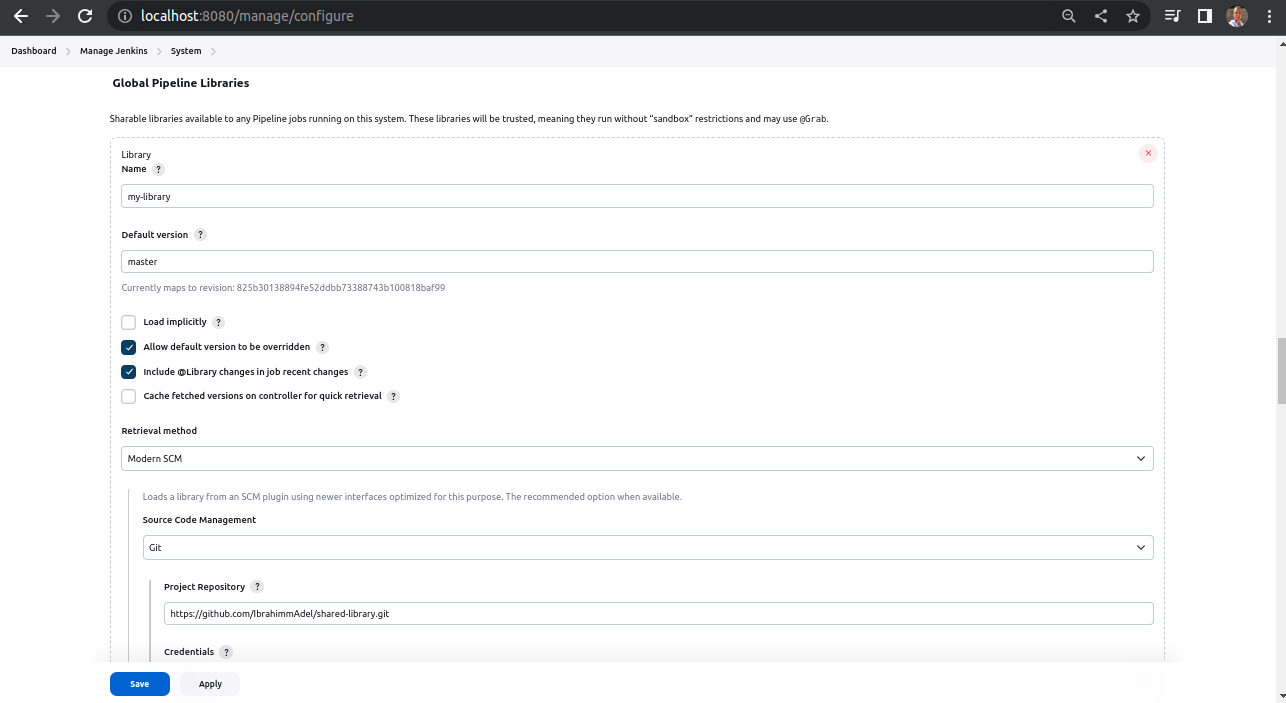 localhost:8080/manage/configure
Dashboard > Manage Jenkins > System >
Global Pipeline Libraries
Sharable libraries available to any Pipeline jobs running on this system. These libraries will be trusted, meaning they run without “sandbox” restrictions and may use @Grab.
Library
Name ?
my-library
Default version ?
master
Currently maps to revision: 825b30138894fe52ddbb73388743b100818baf99
Load implicitly ?
Allow default version to be overridden ?
Include @Library changes in job recent changes ?
Cache fetched versions on controller for quick retrieval ?
Retrieval method
Modern SCM
Loads a library from an SCM plugin using newer interfaces optimized for this purpose. The recommended option when available.
Source Code Management
Git
Project Repository ?
https://github.com/IbrahimmAdel/shared-library.git
Credentials ?
Save Apply